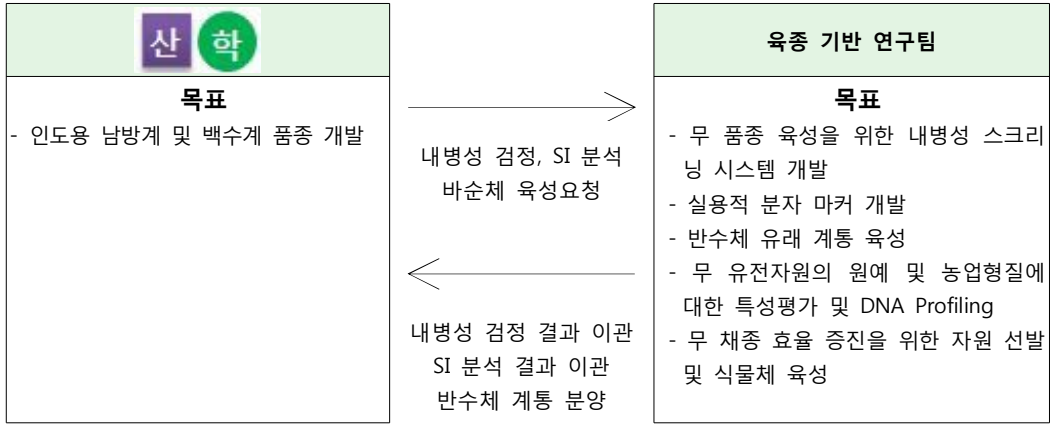 산 학
목표
- 인도용 남방계 및 백수계 품종 개발
내병성 검정, SI 분석
바순체 육성요청
내병성 검정 결과 이관
SI 분석 결과 이관
반수체 계통 분양
육종 기반 연구팀
목표
- 무 품종 육성을 위한 내병성 스크리
닝 시스템 개발
- 실용적 분자 마커 개발
- 반수체 유래 계통 육성
- 무 유전자원의 원예 및 농업형질에
대한 특성평가 및 DNA Profiling
- 무 채종 효율 증진을 위한 자원 선발
및 식물체 육성